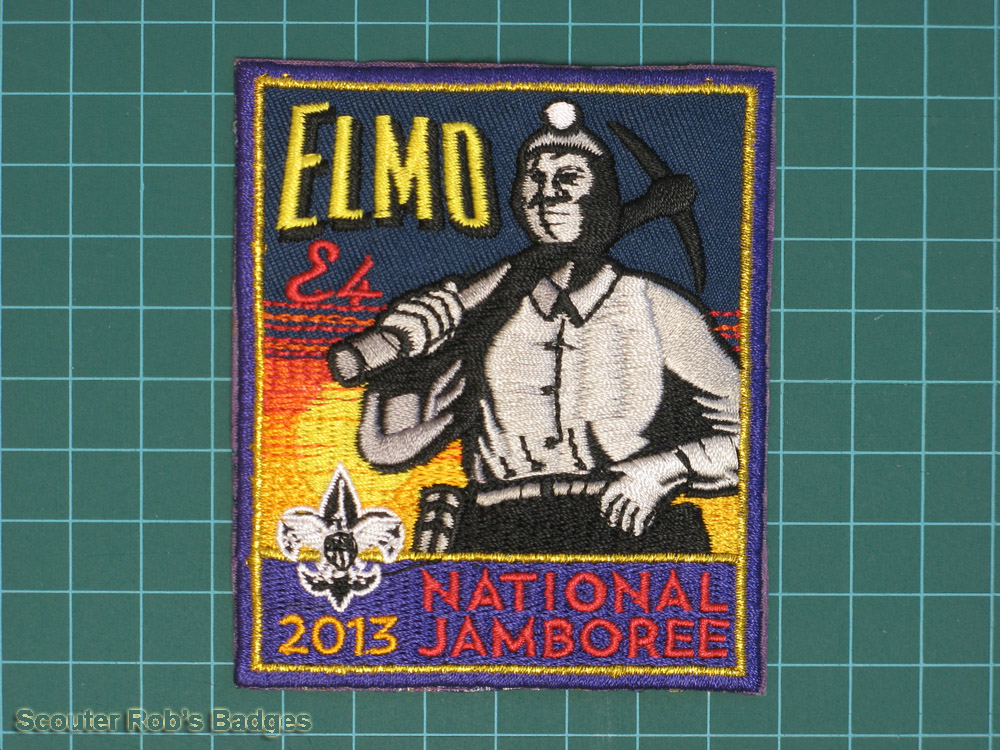 ELMO
E4
NATIONAL
2013 JAMBOREE
Scouter Rob's Badges